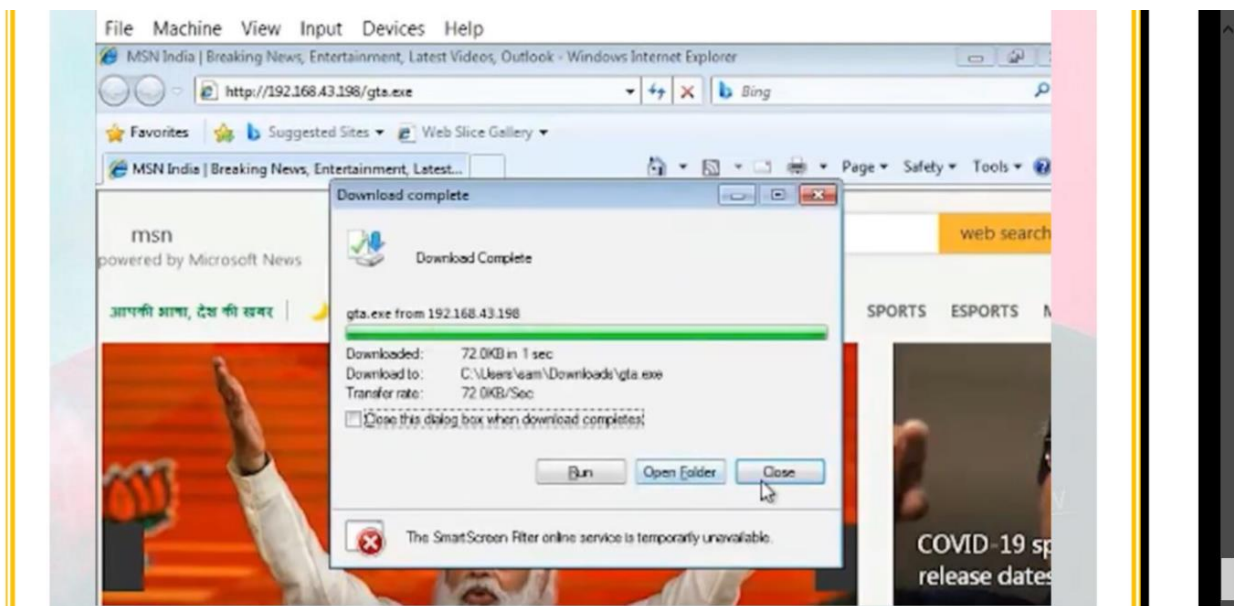 File Machine View Input Devices Help
MSN India | Breaking News, Entertainment, Latest Videos, Outlook - Windows Internet Explorer
http://192.168.43.198/gta.exe
Bing
Favorites Suggested Sites Web Slice Gallery
MSN India | Breaking News, Entertainment, Latest... Page Safety Tools
Download complete
msn
powered by Microsoft News
web search
Download Complete
आपकी भाषा, देश की खबर
SPORTS ESPORTS
gta.exe from 192.168.43.198
Downloaded: 72.0KB in 1 sec
Download to: C:\Users\sam\Downloads\gta.exe
Transfer rate: 72.0KB/Sec
Close this dialog box when download completes
Run Open Folder Close
The SmartScreen Filter online service is temporarily unavailable.
COVID-19 sp
release dates